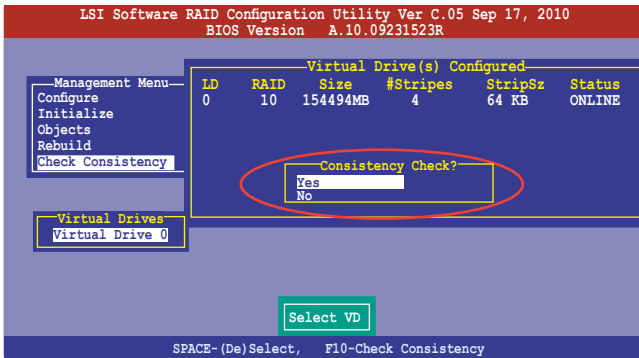 LSI Software RAID Configuration Utility Ver C.05 Sep 17, 2010
BIOS Version A.10.09231523R
Virtual Drive(s) Configured
LD RAID Size #Stripes StripSz Status
0 10 154494MB 4 64 KB ONLINE
Management Menu
Configure
Initialize
Objects
Rebuild
Check Consistency
Consistency Check?
Yes
No
Virtual Drives
Virtual Drive 0
Select VD
SPACE-(De)Select, F10-Check Consistency